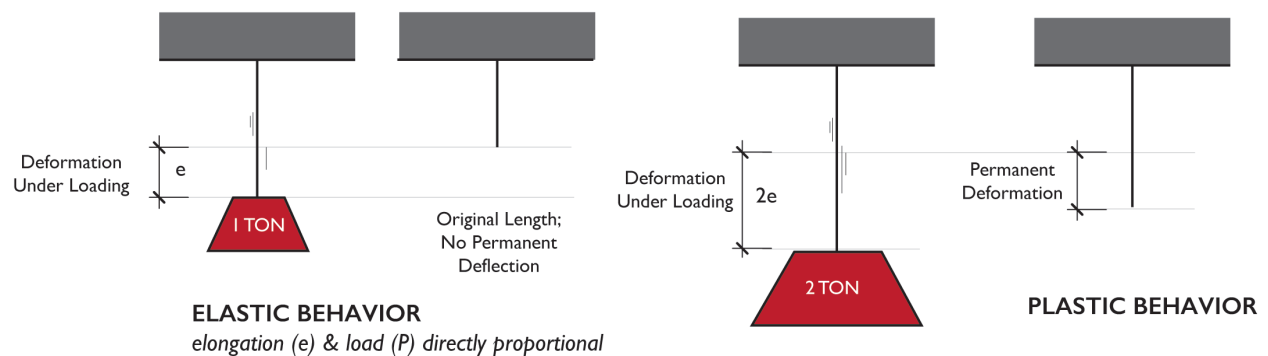 Deformation
Under Loading
e
1 TON
Original Length;
No Permanent
Deflection
ELASTIC BEHAVIOR
elongation (e) & load (P) directly proportional
Deformation
Under Loading
2e
2 TON
Permanent
Deformation
PLASTIC BEHAVIOR